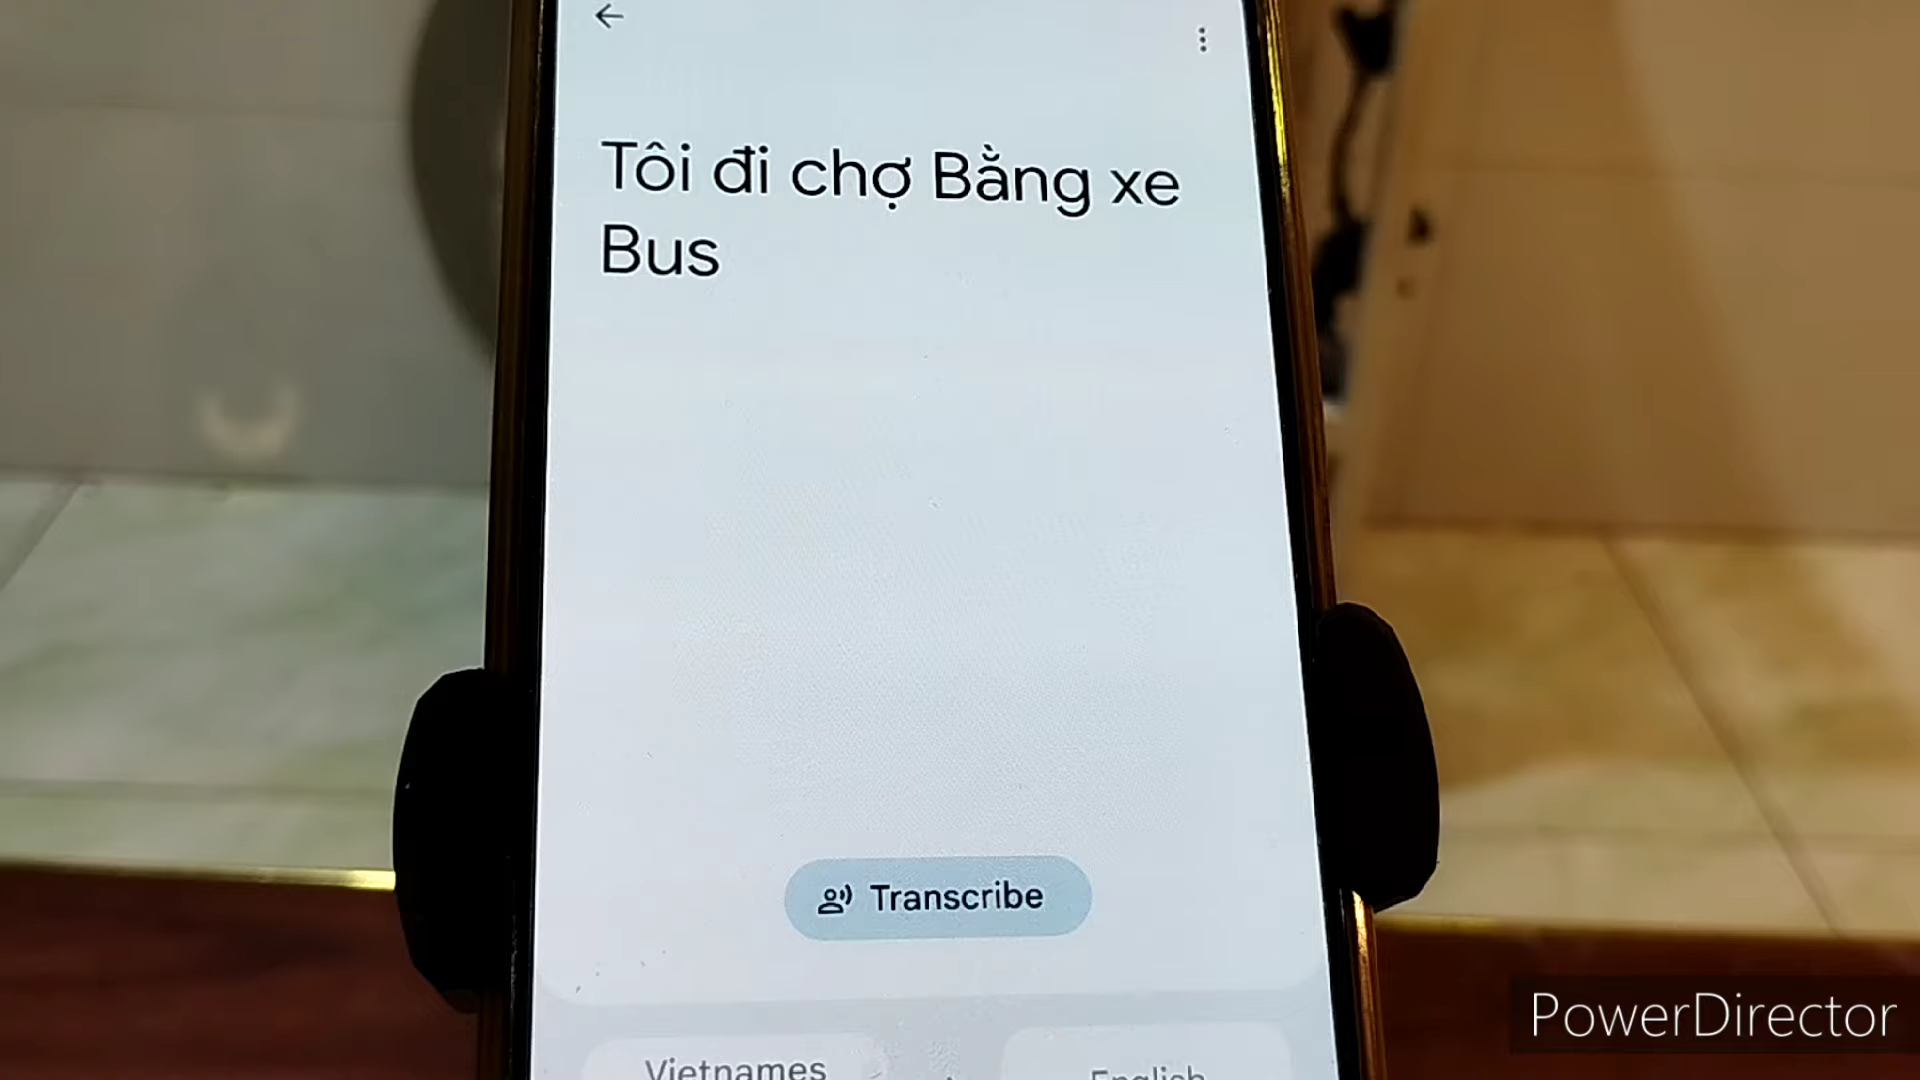 Tôi đi chợ Bằng xe
Bus
Transcribe
Vietnames
English
PowerDirector